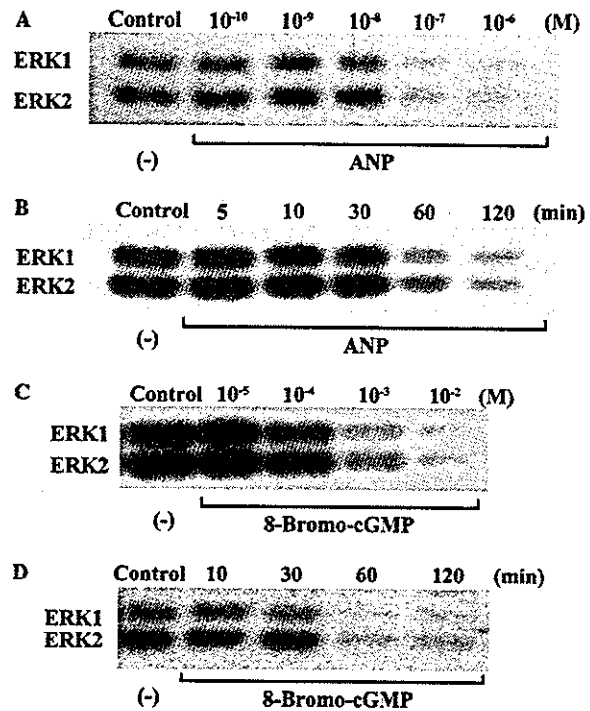 A Control 10⁻¹⁰ 10⁻⁹ 10⁻⁸ 10⁻⁷ 10⁻⁶ (M)
ERK1
ERK2
(-) ANP
B Control 5 10 30 60 120 (min)
ERK1
ERK2
(-) ANP
C Control 10⁻⁵ 10⁻⁴ 10⁻³ 10⁻² (M)
ERK1
ERK2
(-) 8-Bromo-cGMP
D Control 10 30 60 120 (min)
ERK1
ERK2
(-) 8-Bromo-cGMP